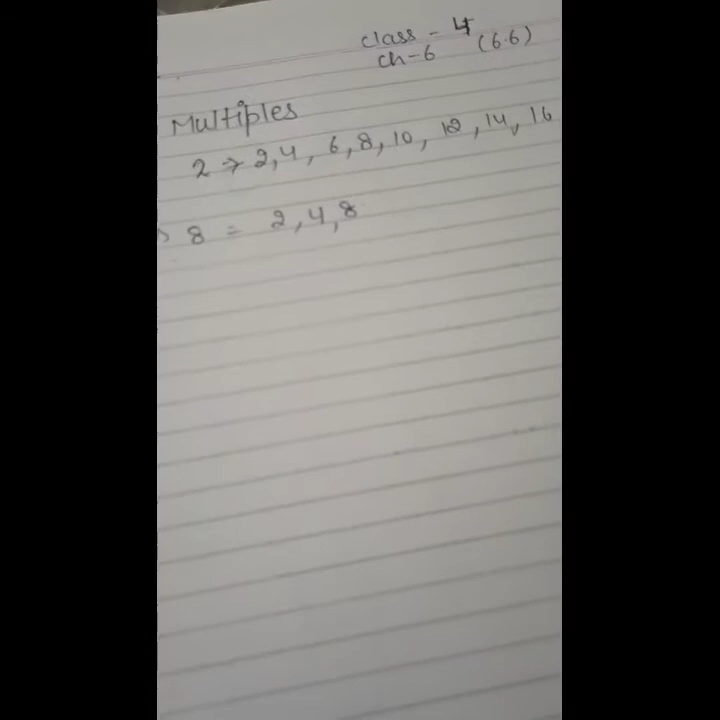 class - 4
ch-6 (6.6)
Multiples
2 → 2,4, 6,8,10, 12,14, 16
8 = 2,4,8